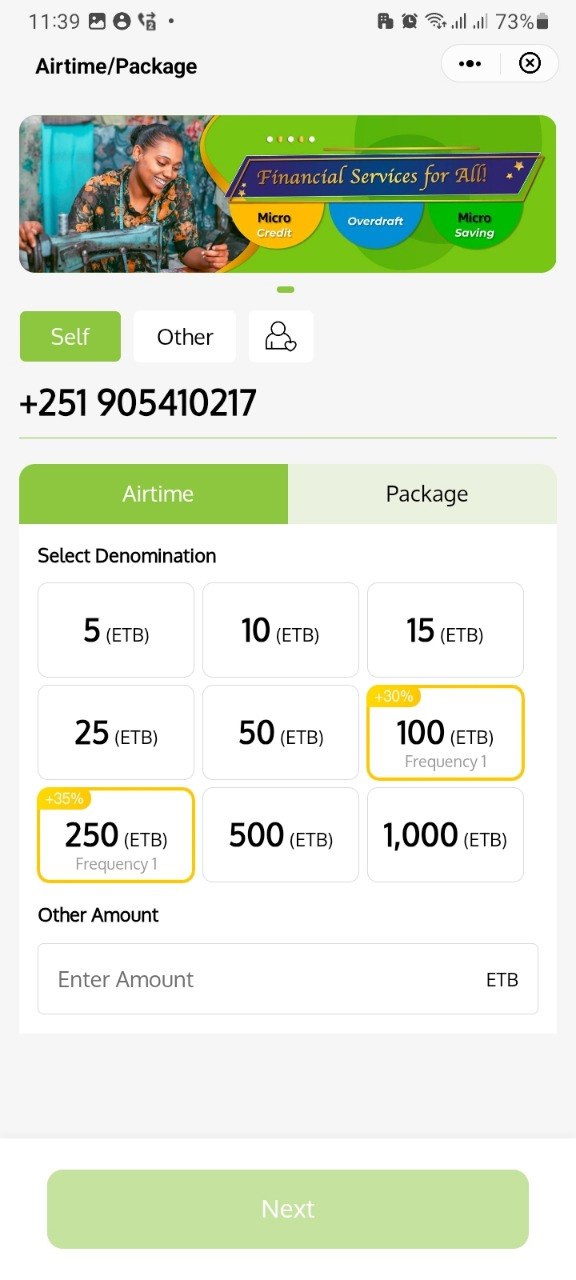 11:39 73%
Airtime/Package
Financial Services for All!
Micro Credit
Overdraft
Micro Saving
Self Other
+251 905410217
Airtime Package
Select Denomination
5 (ETB) 10 (ETB) 15 (ETB)
+30%
25 (ETB) 50 (ETB) 100 (ETB)
Frequency 1
+35%
250 (ETB) 500 (ETB) 1,000 (ETB)
Frequency 1
Other Amount
Enter Amount ETB
Next